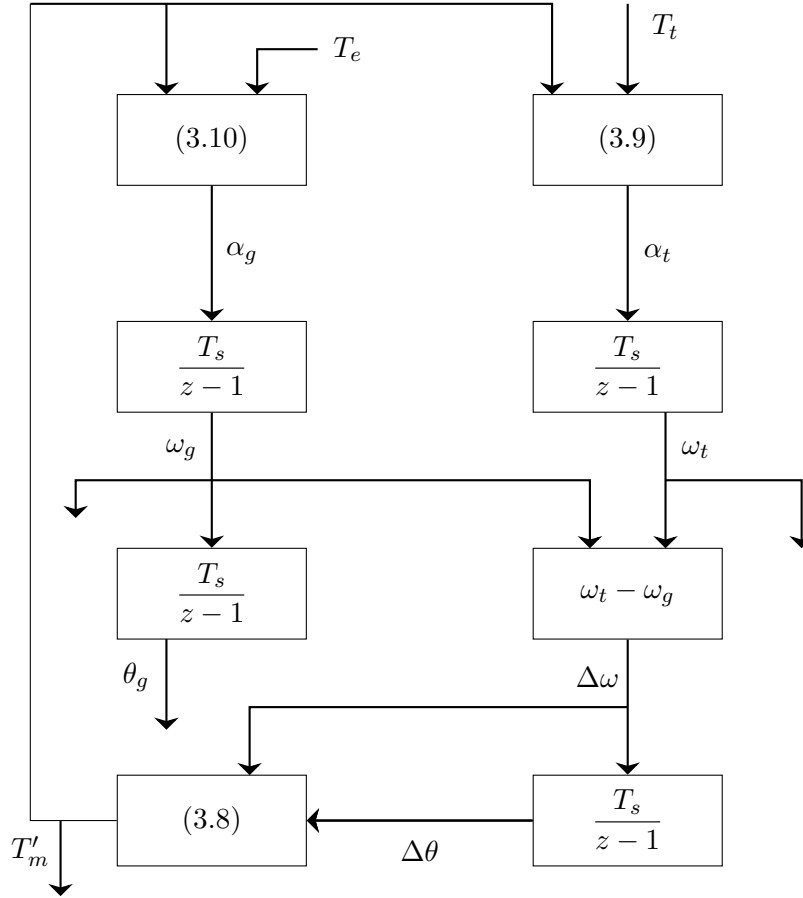 T_t
T_e
(3.10)
(3.9)
α_g
α_t
T_s
z − 1
T_s
z − 1
ω_g
ω_t
T_s
z − 1
ω_t − ω_g
θ_g
Δω
(3.8)
T_s
z − 1
T'_m
Δθ